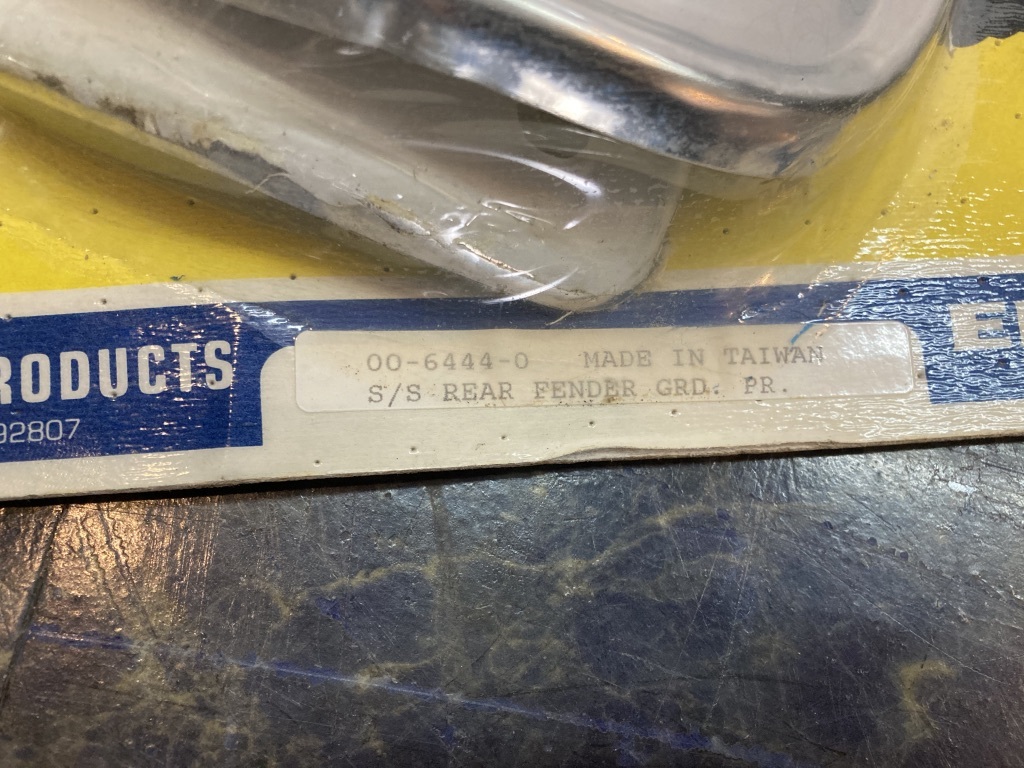 RODUCTS
92807
00-6444-0 MADE IN TAIWAN
S/S REAR FENDER GRD. PR.